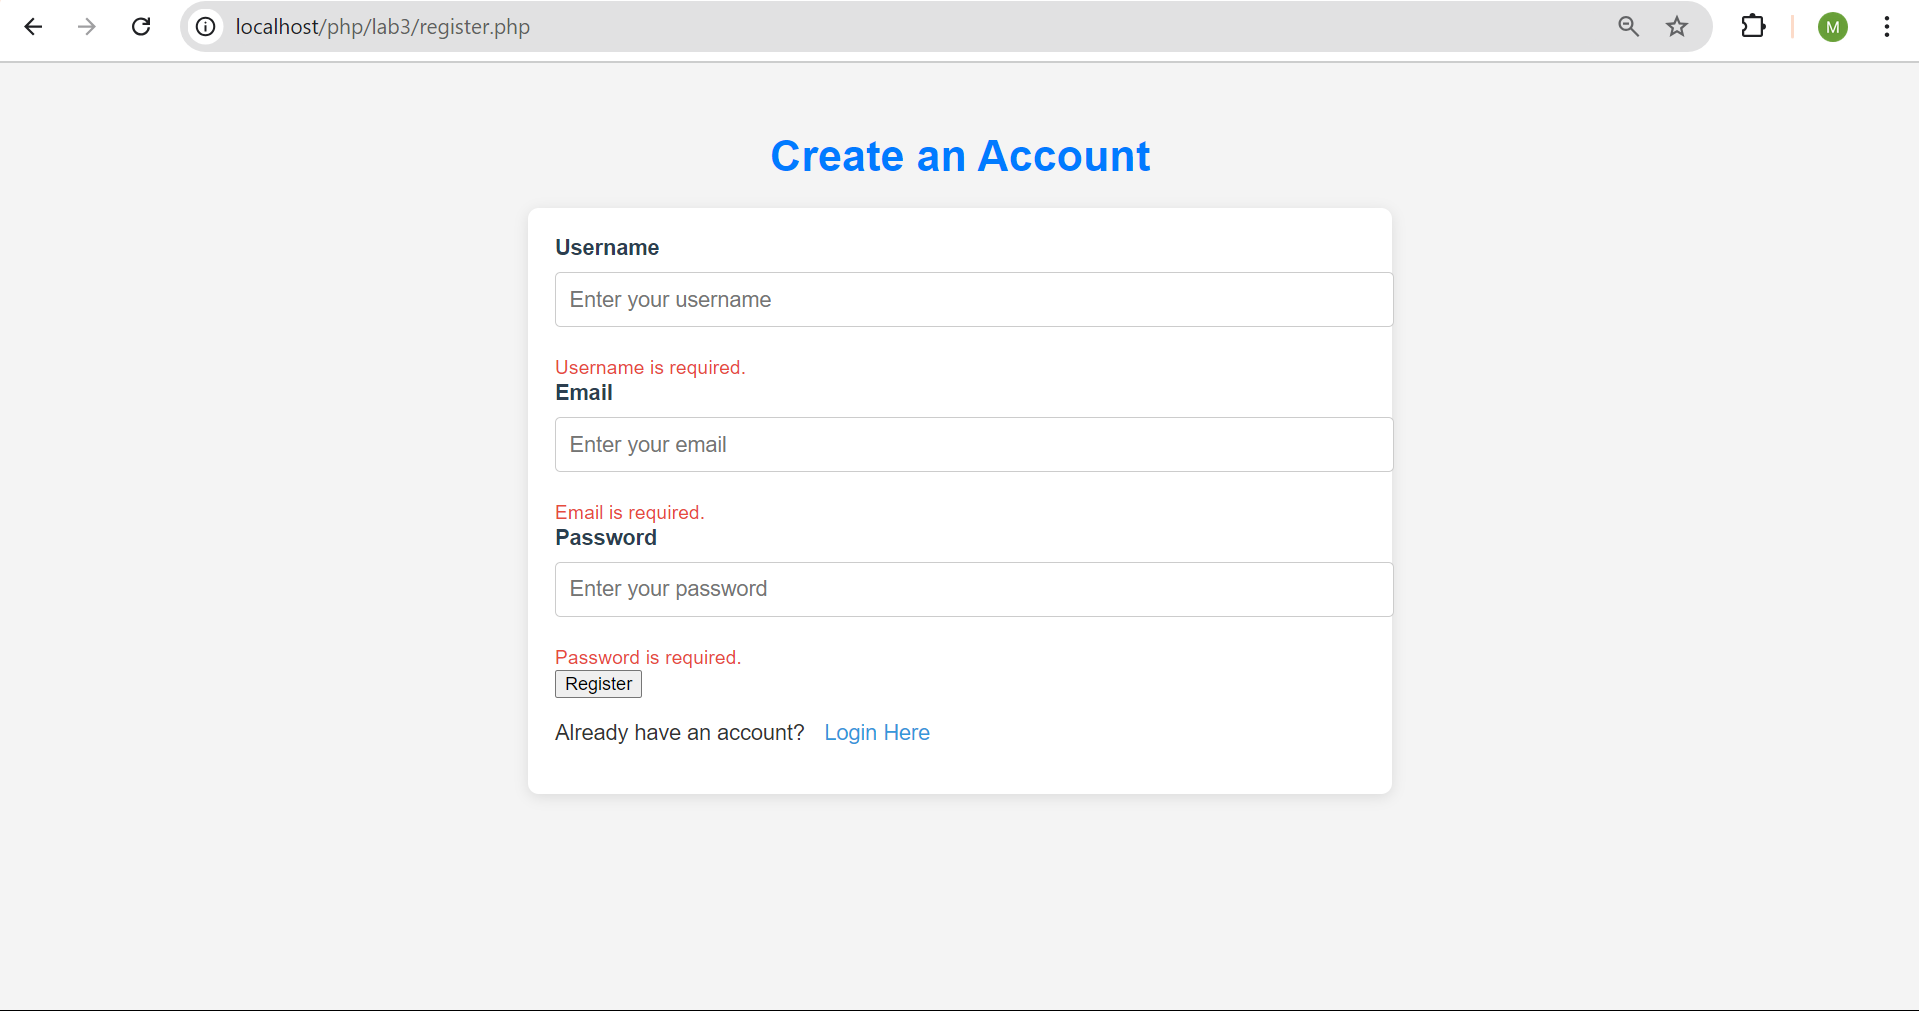 localhost/php/lab3/register.php
M
Create an Account
Username
Enter your username
Username is required.
Email
Enter your email
Email is required.
Password
Enter your password
Password is required.
Register
Already have an account? Login Here